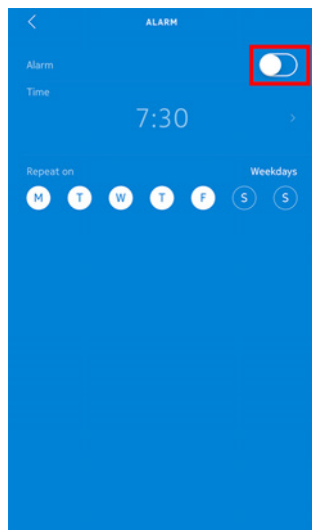 ALARM
Alarm
Time
7:30
Repeat on Weekdays
M T W T F S S